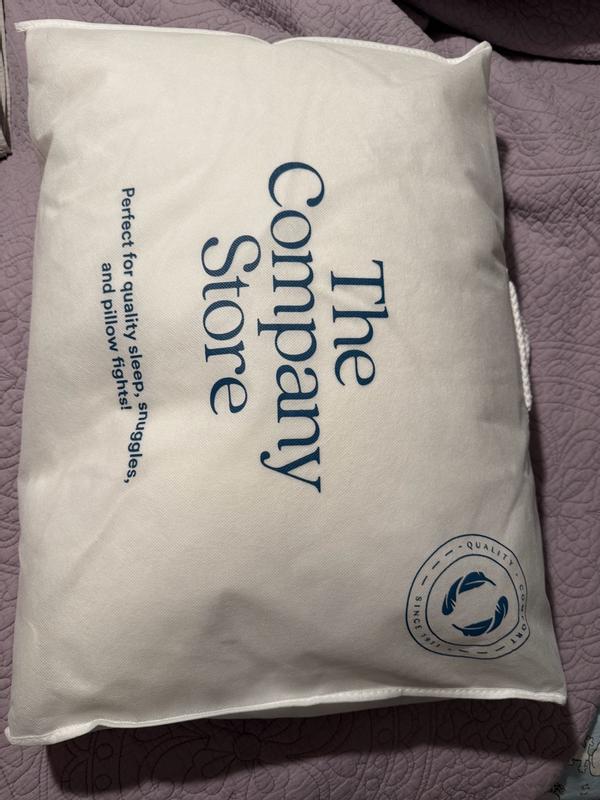 The
Company
Store
Perfect for quality sleep, snuggles,
and pillow fights!
QUALITY · COMFORT
SINCE 1911